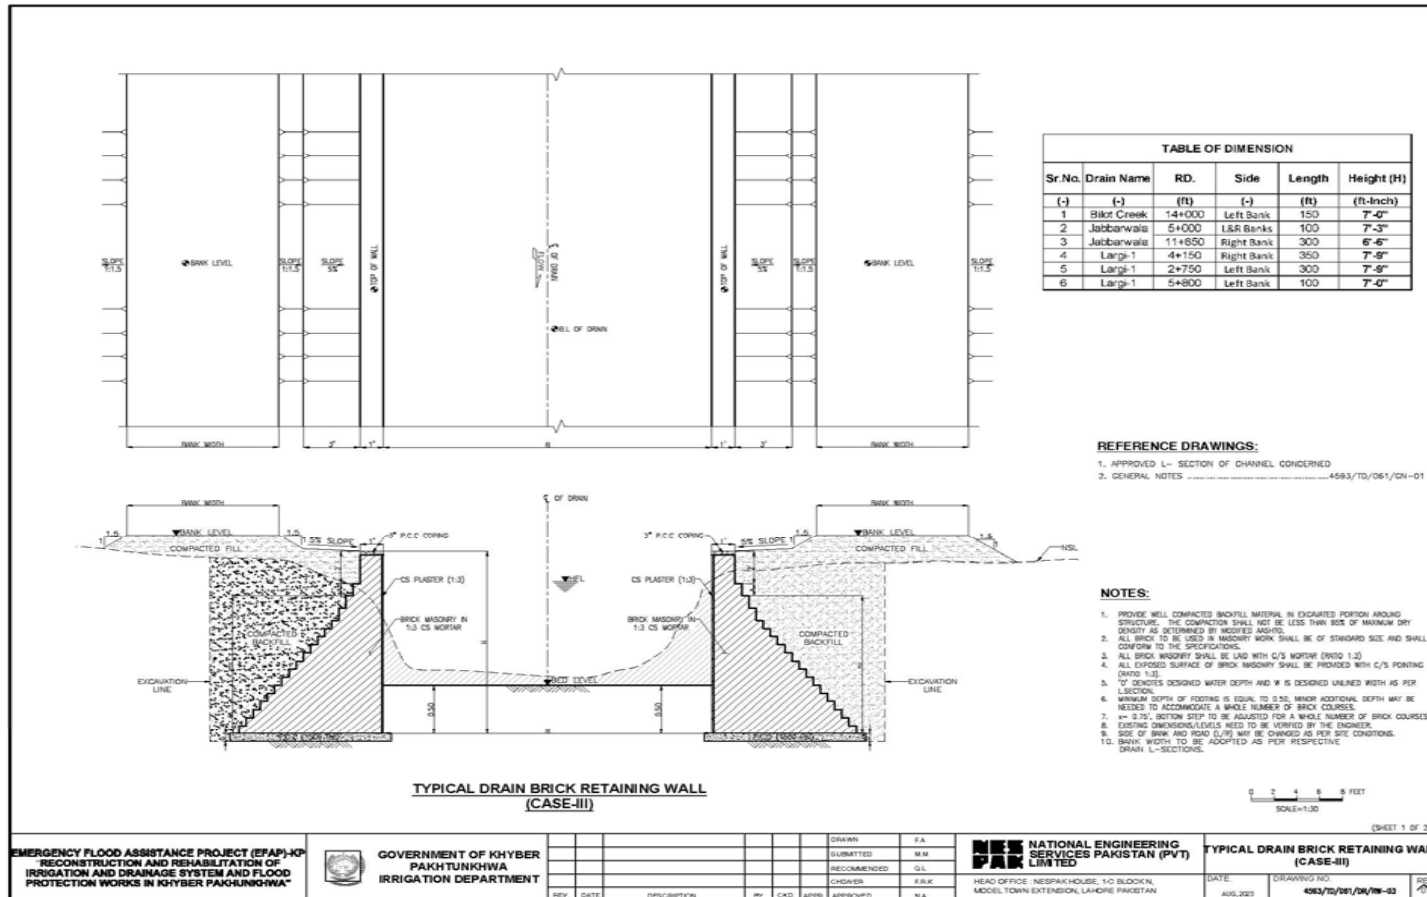 TABLE OF DIMENSION
Sr.No. Drain Name RD. Side Length Height (H)
(-) (-) (ft) (-) (ft) (ft-Inch)
1 Bilot Creek 14+000 Left Bank 150 7'-0"
2 Jabbarwala 5+000 L&R Banks 100 7'-3"
3 Jabbarwala 11+650 Right Bank 300 6'-6"
4 Largi-1 4+150 Right Bank 350 7'-9"
5 Largi-1 2+750 Left Bank 300 7'-9"
6 Largi-1 5+800 Left Bank 100 7'-0"
SLOPE
1:1.5
BANK LEVEL
SLOPE
1:1.5
SLOPE
5%
TOP OF WALL
℄ OF DRAIN
FLOW
B.L OF DRAIN
TOP OF WALL
SLOPE
5%
SLOPE
1:1.5
BANK LEVEL
SLOPE
1:1.5
BANK WIDTH 3' 1' B 1' 3' BANK WIDTH
REFERENCE DRAWINGS:
1. APPROVED L- SECTION OF CHANNEL CONCERNED
2. GENERAL NOTES 4593/TD/061/GN-01
BANK WIDTH
℄ OF DRAIN
BANK WIDTH
1.5
1
BANK LEVEL
1.5
1
5% SLOPE
1'
3" P.C.C COPING
3" P.C.C COPING
1'
5% SLOPE
1.5
1
BANK LEVEL
1.5
COMPACTED FILL
COMPACTED FILL
NSL
CS PLASTER (1:3)
CS PLASTER (1:3)
BRICK MASONRY IN
1:3 CS MORTAR
BRICK MASONRY IN
1:3 CS MORTAR
COMPACTED
BACKFILL
COMPACTED
BACKFILL
EXCAVATION
LINE
BED LEVEL
EXCAVATION
LINE
0.5D
0.5D
B
TYPICAL DRAIN BRICK RETAINING WALL
(CASE-III)
NOTES:
1. PROVIDE WELL COMPACTED BACKFILL MATERIAL IN EXCAVATED PORTION AROUND
STRUCTURE. THE COMPACTION SHALL NOT BE LESS THAN 85% OF MAXIMUM DRY
DENSITY AS DETERMINED BY MODIFIED AASHTO.
2. ALL BRICK TO BE USED IN MASONRY WORK SHALL BE OF STANDARD SIZE AND SHALL
CONFORM TO THE SPECIFICATIONS.
3. ALL BRICK MASONRY SHALL BE LAID WITH C/S MORTAR (RATIO 1:3)
4. ALL EXPOSED SURFACE OF BRICK MASONRY SHALL BE PROVIDED WITH C/S POINTING
(RATIO 1:3).
5. 'D' DENOTES DESIGNED WATER DEPTH AND W IS DESIGNED UNLINED WIDTH AS PER
L.SECTION.
6. MINIMUM DEPTH OF FOOTING IS EQUAL TO 0.5D, MINOR ADDITIONAL DEPTH MAY BE
NEEDED TO ACCOMMODATE A WHOLE NUMBER OF BRICK COURSES.
7. x= 0.75', BOTTOM STEP TO BE ADJUSTED FOR A WHOLE NUMBER OF BRICK COURSES
8. EXISTING DIMENSIONS/LEVELS NEED TO BE VERIFIED BY THE ENGINEER.
9. SIDE OF BANK AND ROAD (L/R) MAY BE CHANGED AS PER SITE CONDITIONS.
10. BANK WIDTH TO BE ADOPTED AS PER RESPECTIVE
DRAIN L-SECTIONS.
0 2 4 6 8 FEET
SCALE=1:30
(SHEET 1 OF 2
EMERGENCY FLOOD ASSISTANCE PROJECT (EFAP)-KP
"RECONSTRUCTION AND REHABILITATION OF
IRRIGATION AND DRAINAGE SYSTEM AND FLOOD
PROTECTION WORKS IN KHYBER PAKHUNKHWA"
GOVERNMENT OF KHYBER
PAKHTUNKHWA
IRRIGATION DEPARTMENT
DRAWN F.A.
SUBMITTED M.M
RECOMMENDED Q.L
F.R.K
REV. DATE DESCRIPTION BY CKD APPR. APPROVED N.A
NES
PAK
NATIONAL ENGINEERING
SERVICES PAKISTAN (PVT)
LIMITED
HEAD OFFICE : NESPAK HOUSE, 1-C BLOCK N,
MODEL TOWN EXTENSION, LAHORE PAKISTAN
TYPICAL DRAIN BRICK RETAINING WA
(CASE-III)
DATE. DRAWING NO. RE
AUG, 2023 4593/TD/061/DR/RW-03